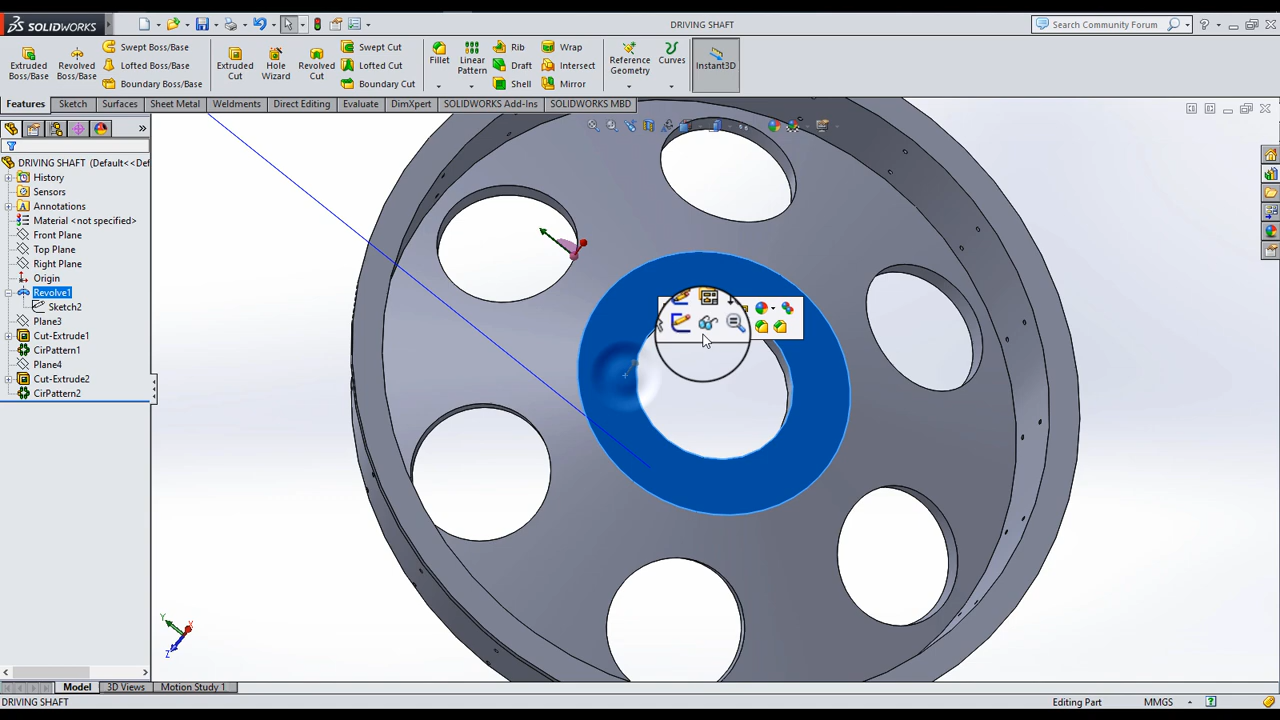 SOLIDWORKS
DRIVING SHAFT
Search Community Forum
Extruded Boss/Base
Revolved Boss/Base
Swept Boss/Base
Lofted Boss/Base
Boundary Boss/Base
Extruded Cut
Hole Wizard
Revolved Cut
Swept Cut
Lofted Cut
Boundary Cut
Fillet
Linear Pattern
Rib
Draft
Shell
Wrap
Intersect
Mirror
Reference Geometry
Curves
Instant3D
Features
Sketch
Surfaces
Sheet Metal
Weldments
Direct Editing
Evaluate
DimXpert
SOLIDWORKS Add-Ins
SOLIDWORKS MBD
DRIVING SHAFT (Default<<Def
History
Sensors
Annotations
Material <not specified>
Front Plane
Top Plane
Right Plane
Origin
Revolve1
Sketch2
Plane3
Cut-Extrude1
CirPattern1
Plane4
Cut-Extrude2
CirPattern2
Y
X
Z
Model
3D Views
Motion Study 1
DRIVING SHAFT
Editing Part
MMGS